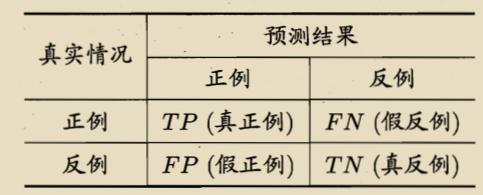 真实情况 预测结果
正例 反例
正例 TP (真正例) FN (假反例)
反例 FP (假正例) TN (真反例)